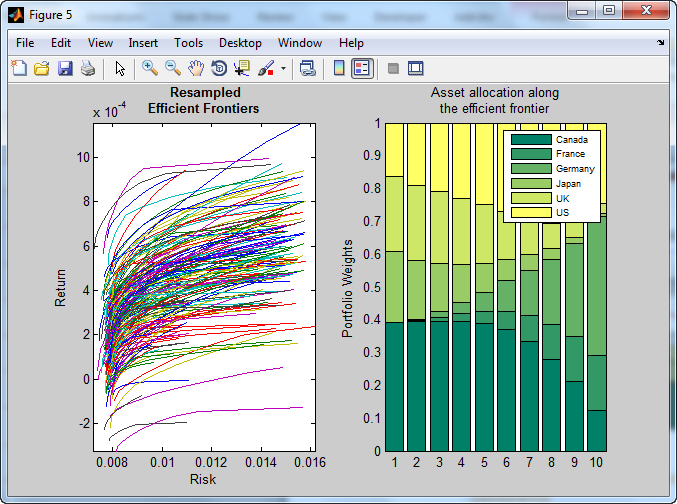 Figure 5
File Edit View Insert Tools Desktop Window Help
Resampled
Efficient Frontiers
x 10^-4
10
8
6
4
2
0
-2
0.008 0.01 0.012 0.014 0.016
Return
Risk
Asset allocation along
the efficient frontier
1
0.9
0.8
0.7
0.6
0.5
0.4
0.3
0.2
0.1
0
1 2 3 4 5 6 7 8 9 10
Portfolio Weights
Canada
France
Germany
Japan
UK
US